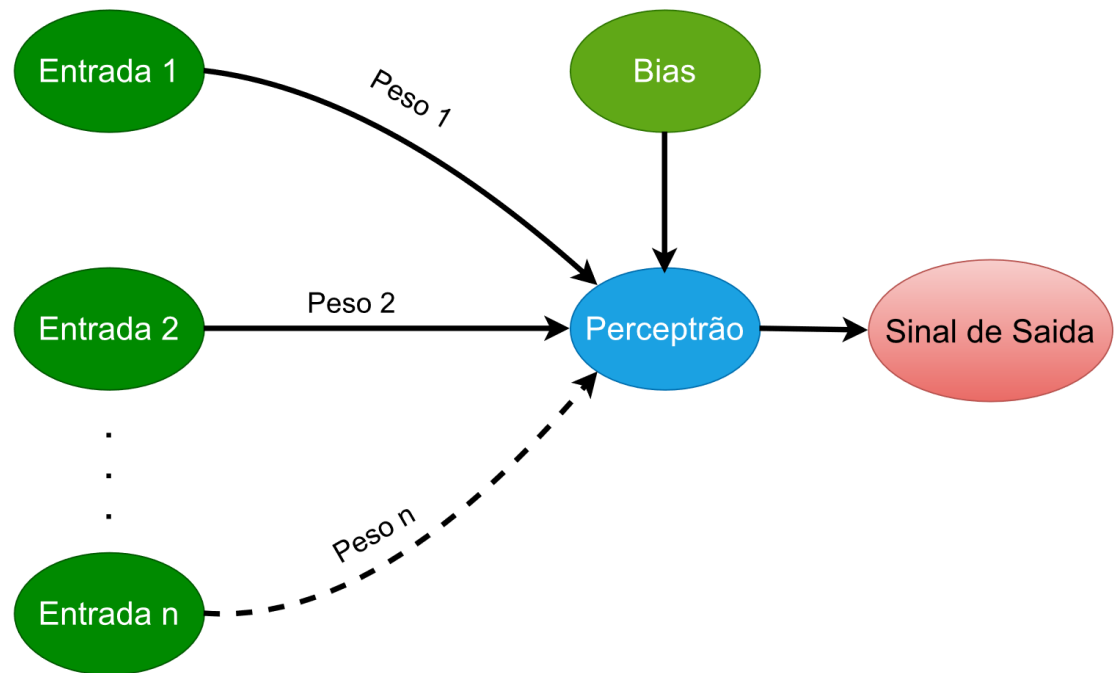 Entrada 1
Peso 1
Bias
Entrada 2
Peso 2
Perceptrão
Sinal de Saida
.
.
.
Peso n
Entrada n